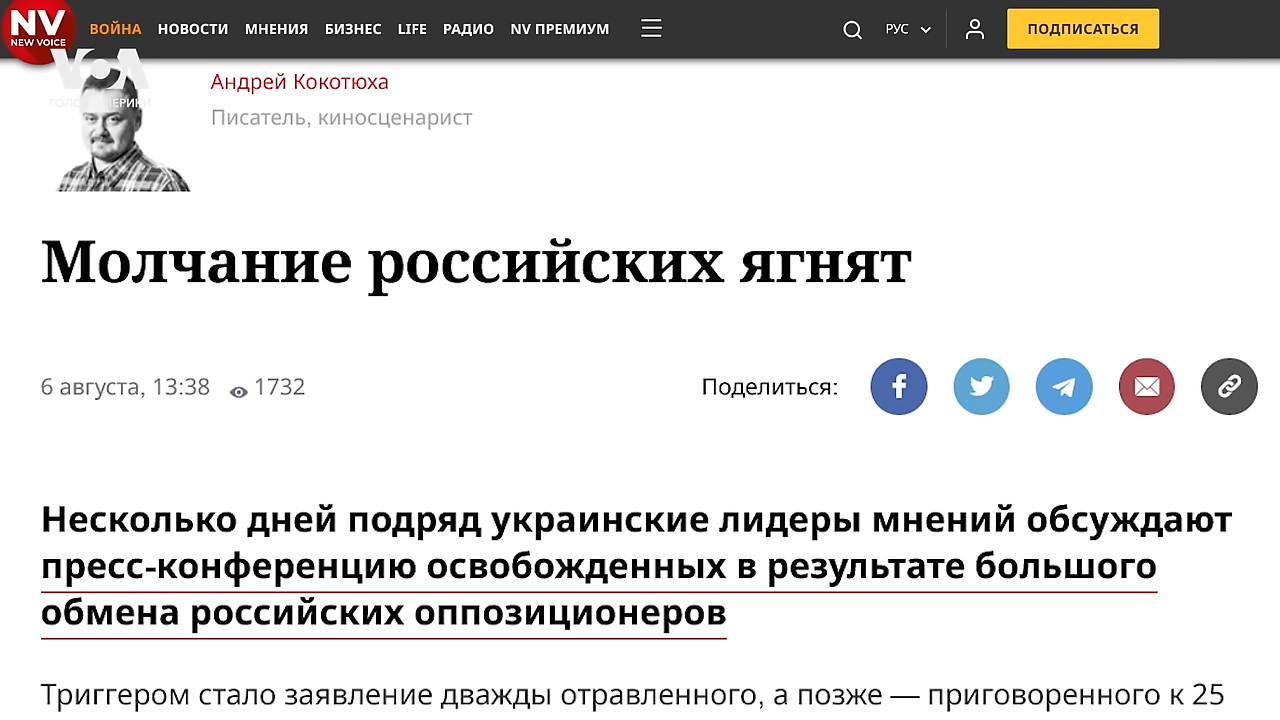 NV
NEW VOICE
ВОЙНА НОВОСТИ МНЕНИЯ БИЗНЕС LIFE РАДИО NV ПРЕМИУМ РУС ПОДПИСАТЬСЯ
VOA
Андрей Кокотюха
Писатель, киносценарист
Молчание российских ягнят
6 августа, 13:38 1732 Поделиться:
Несколько дней подряд украинские лидеры мнений обсуждают
пресс-конференцию освобожденных в результате большого
обмена российских оппозиционеров
Триггером стало заявление дважды отравленного, а позже — приговоренного к 25